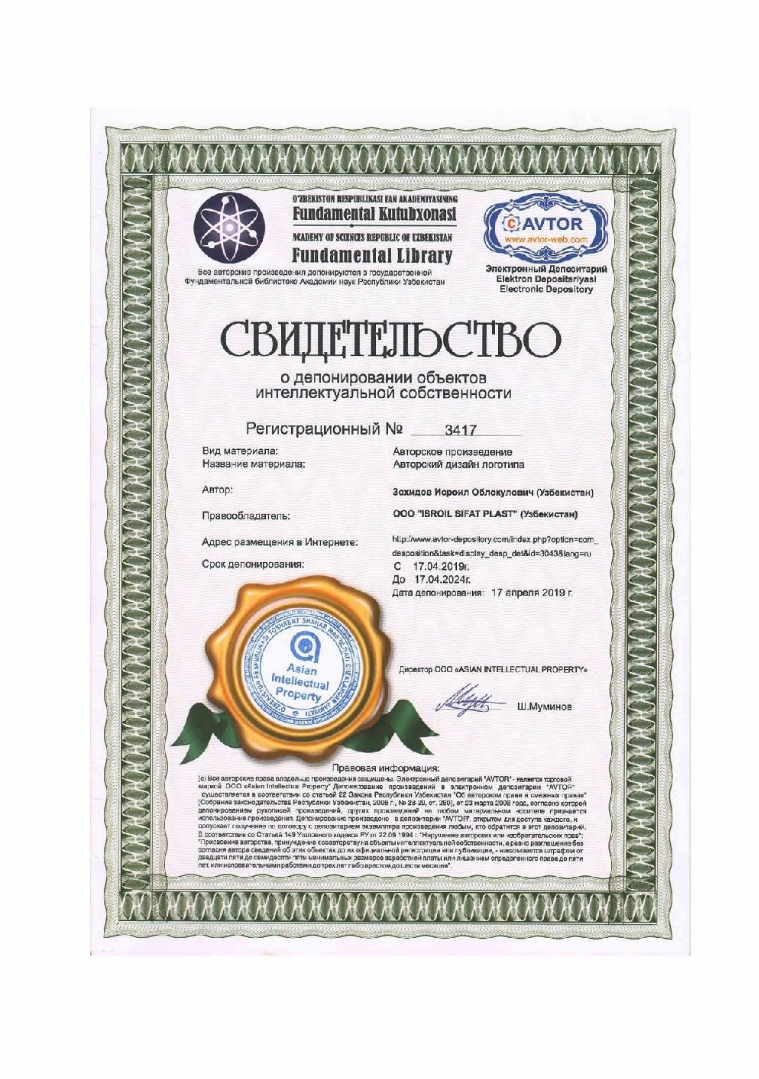 O'ZBEKISTON RESPUBLIKASI FAN AKADEMIYASINING
Fundamental Kutubxonasi
ACADEMY OF SCIENCES REPUBLIC OF UZBEKISTAN
Fundamental Library
Все авторские произведения депонируются в государственной
Фундаментальной библиотеке Академии наук Республики Узбекистан
©AVTOR
www.avtor-web.com
Электронный Депозитарий
Elektron Depozitariyasi
Electronic Depository
СВИДЕТЕЛЬСТВО
о депонировании объектов
интеллектуальной собственности
Регистрационный № 3417
Вид материала: Авторское произведение
Название материала: Авторский дизайн логотипа
Автор: Зохидов Исроил Облокулович (Узбекистан)
Правообладатель: ООО "ISROIL SIFAT PLAST" (Узбекистан)
Адрес размещения в Интернете: http://www.avtor-depository.com/index.php?option=com_
desposition&task=display_desp_det&id=3043&lang=ru
Срок депонирования: С 17.04.2019г.
До 17.04.2024г.
Дата депонирования: 17 апреля 2019 г.
Asian
Intellectual
Property
Директор ООО «ASIAN INTELLECTUAL PROPERTY»
Ш.Муминов
Правовая информация:
(с) Все авторские права владельца произведения защищены. Электронный депозитарий "AVTOR" - является торговой
маркой ООО «Asian Intellectual Property" Депонирование произведений в электронном депозитарии "AVTOR"
существляется в соответствии со статьей 22 Закона Республики Узбекистан "Об авторском праве и смежных правах"
(Собрание законодательства Республики Узбекистан, 2006 г., № 28-29, ст. 260), от 23 марта 2006 года, согласно которой
депонированием рукописей произведений, других произведений на любом материальном носителе признается
использование произведения. Депонирование произведено в депозитарии "AVTOR", открытом для доступа каждого, и
допускает получение по договору с депозитарием экземпляра произведения любым, кто обратится в этот депозитарий.
В соответствии со Статьей 149 Уголовного кодекса РУ от 22.09.1994 г. "Нарушение авторских или изобретательских прав":
"Присвоение авторства, принуждение к соавторству на объекты интеллектуальной собственности, а равно разглашение без
согласия автора сведений об этих объектах до их официальной регистрации или публикации, - наказывается штрафом от
двадцати пяти до семидесяти пяти минимальных размеров заработной платы или лишением определенного права до пяти
лет, или исправительными работами до трех лет либо арестом до шести месяцев".